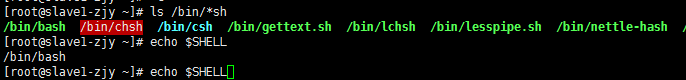 [root@slave1-zjy ~]# ls /bin/*sh
/bin/bash /bin/chsh /bin/csh /bin/gettext.sh /bin/lchsh /bin/lesspipe.sh /bin/nettle-hash
[root@slave1-zjy ~]# echo $SHELL
/bin/bash
[root@slave1-zjy ~]# echo $SHELL